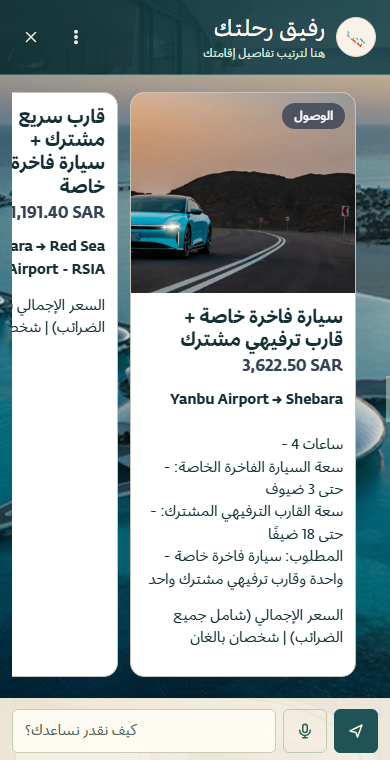 رفيق رحلتك
هنا لترتيب تفاصيل إقامتك
الوصول
سيارة فاخرة خاصة +
قارب ترفيهي مشترك
3,622.50 SAR
Yanbu Airport → Shebara
- 4 ساعات
- سعة السيارة الفاخرة الخاصة:
حتى 3 ضيوف
- سعة القارب الترفيهي المشترك:
حتى 18 ضيفًا
- المطلوب: سيارة فاخرة خاصة
واحدة وقارب ترفيهي مشترك واحد
السعر الإجمالي (شامل جميع
الضرائب) | شخصان بالغان
قارب سريع
مشترك +
سيارة فاخرة
خاصة
1,191.40 SAR
ara → Red Sea
Airport - RSIA
السعر الإجمالي
الضرائب) | شخ
كيف نقدر نساعدك؟